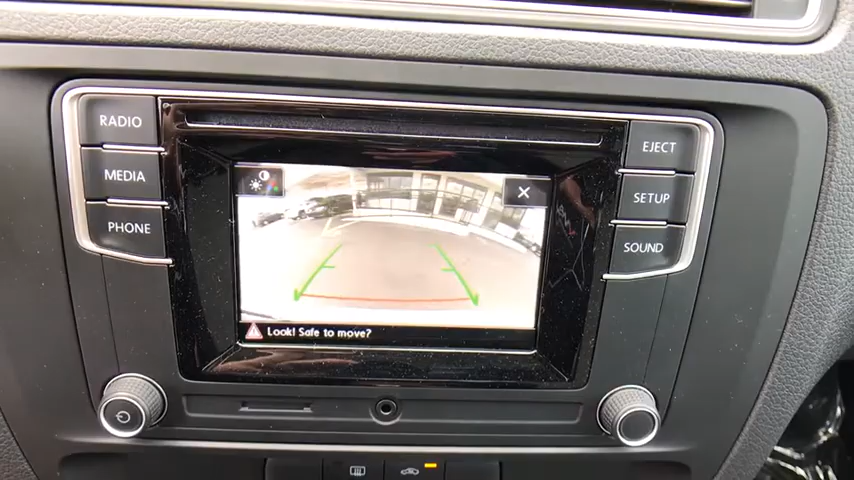 RADIO
MEDIA
PHONE
EJECT
SETUP
SOUND
Look! Safe to move?